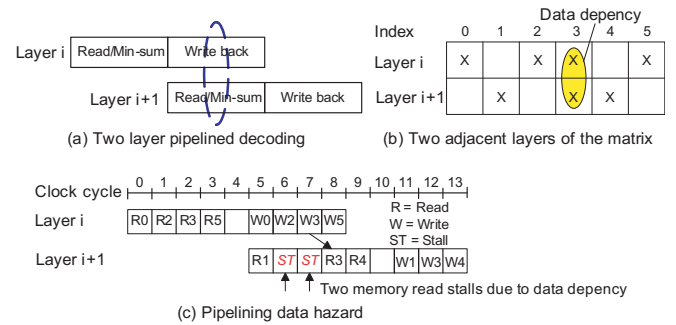 Data depency
Index 0 1 2 3 4 5
Layer i Read/Min-sum Write back
Layer i X X X X
Layer i+1 Read/Min-sum Write back
Layer i+1 X X X
(a) Two layer pipelined decoding
(b) Two adjacent layers of the matrix
Clock cycle 0 1 2 3 4 5 6 7 8 9 10 11 12 13
Layer i R0 R2 R3 R5 W0 W2 W3 W5
R = Read
W = Write
ST = Stall
Layer i+1 R1 ST ST R3 R4 W1 W3 W4
Two memory read stalls due to data depency
(c) Pipelining data hazard